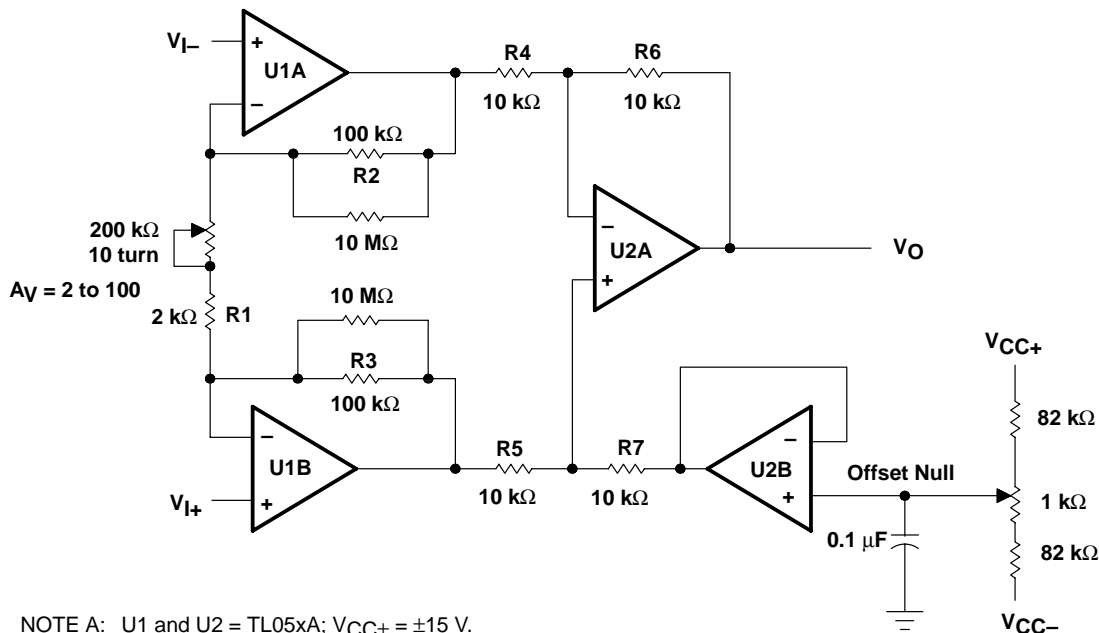 VI–
+
U1A
–
R4
10 kΩ
R6
10 kΩ
100 kΩ
R2
10 MΩ
200 kΩ
10 turn
AV = 2 to 100
2 kΩ
R1
–
U2A
+
VO
10 MΩ
R3
100 kΩ
–
U1B
+
VI+
R5
10 kΩ
R7
10 kΩ
–
U2B
+
Offset Null
0.1 μF
VCC+
82 kΩ
1 kΩ
82 kΩ
VCC–
NOTE A: U1 and U2 = TL05xA; VCC+ = ±15 V.